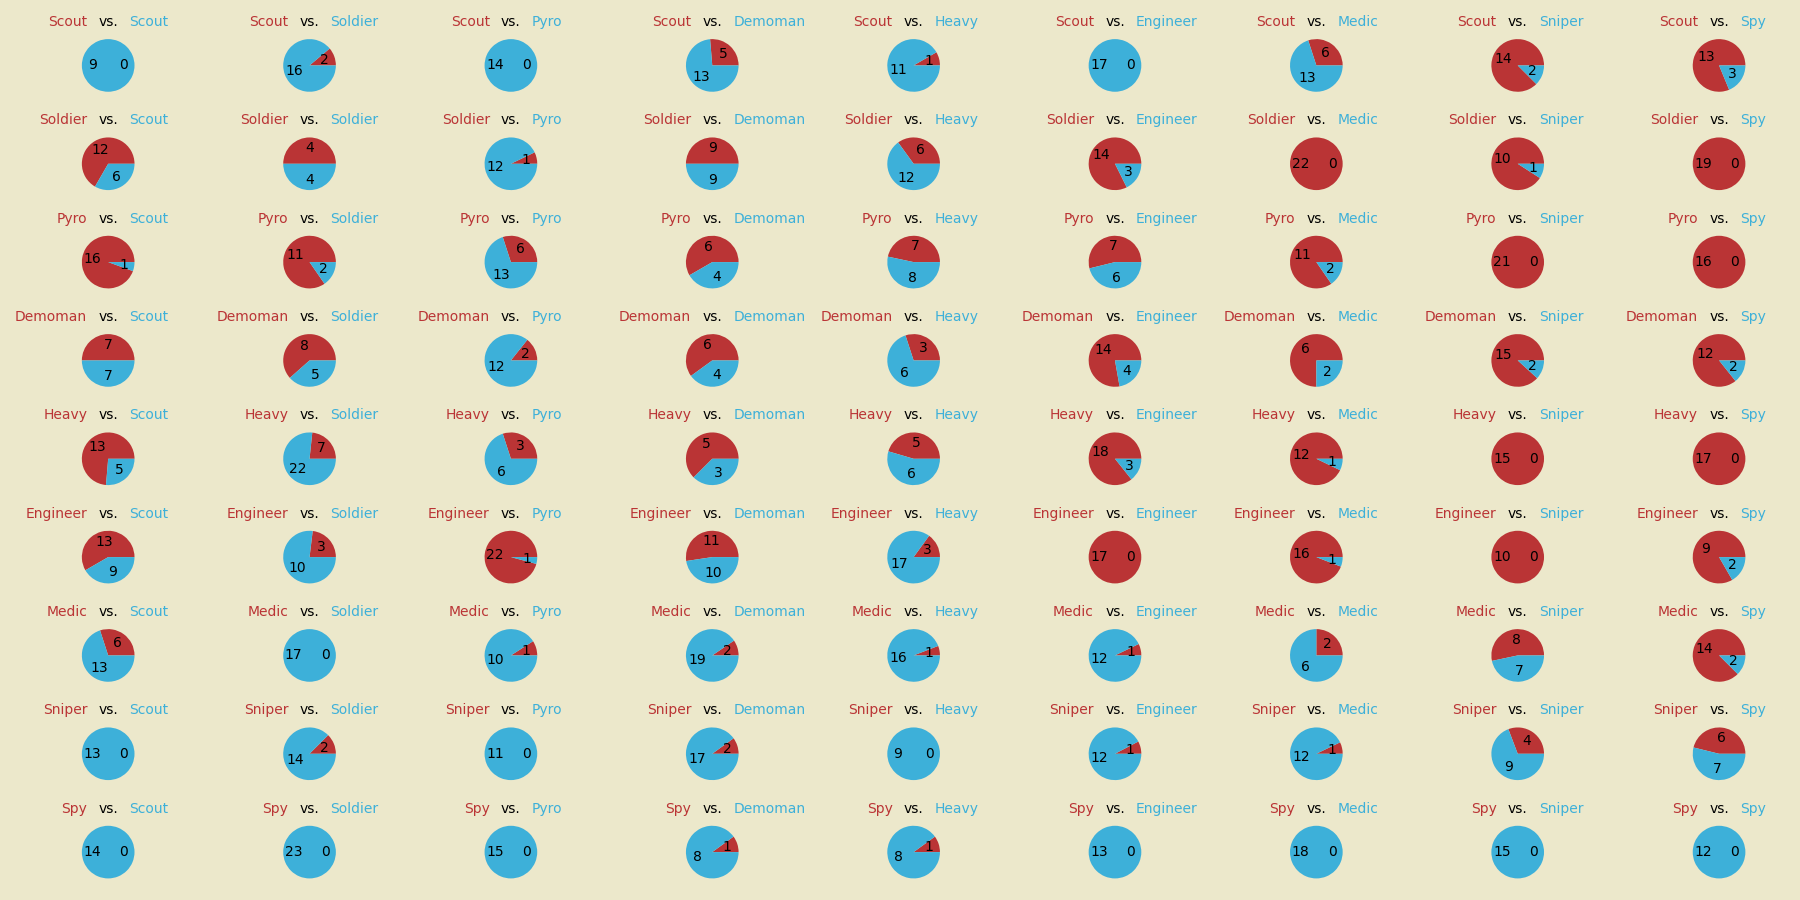 Scout vs. Scout Scout vs. Soldier Scout vs. Pyro Scout vs. Demoman Scout vs. Heavy Scout vs. Engineer Scout vs. Medic Scout vs. Sniper Scout vs. Spy
9 0 16 2 14 0 13 5 11 1 17 0 13 6 14 2 13 3
Soldier vs. Scout Soldier vs. Soldier Soldier vs. Pyro Soldier vs. Demoman Soldier vs. Heavy Soldier vs. Engineer Soldier vs. Medic Soldier vs. Sniper Soldier vs. Spy
12 6 4 4 12 1 9 9 6 12 14 3 22 0 10 1 19 0
Pyro vs. Scout Pyro vs. Soldier Pyro vs. Pyro Pyro vs. Demoman Pyro vs. Heavy Pyro vs. Engineer Pyro vs. Medic Pyro vs. Sniper Pyro vs. Spy
16 1 11 2 6 13 6 4 7 8 7 6 11 2 21 0 16 0
Demoman vs. Scout Demoman vs. Soldier Demoman vs. Pyro Demoman vs. Demoman Demoman vs. Heavy Demoman vs. Engineer Demoman vs. Medic Demoman vs. Sniper Demoman vs. Spy
7 7 8 5 12 2 6 4 3 6 14 4 6 2 15 2 12 2
Heavy vs. Scout Heavy vs. Soldier Heavy vs. Pyro Heavy vs. Demoman Heavy vs. Heavy Heavy vs. Engineer Heavy vs. Medic Heavy vs. Sniper Heavy vs. Spy
13 5 22 7 3 6 5 3 5 6 18 3 12 1 15 0 17 0
Engineer vs. Scout Engineer vs. Soldier Engineer vs. Pyro Engineer vs. Demoman Engineer vs. Heavy Engineer vs. Engineer Engineer vs. Medic Engineer vs. Sniper Engineer vs. Spy
13 9 10 3 22 1 11 10 17 3 17 0 16 1 10 0 9 2
Medic vs. Scout Medic vs. Soldier Medic vs. Pyro Medic vs. Demoman Medic vs. Heavy Medic vs. Engineer Medic vs. Medic Medic vs. Sniper Medic vs. Spy
13 6 17 0 10 1 19 2 16 1 12 1 6 2 8 7 14 2
Sniper vs. Scout Sniper vs. Soldier Sniper vs. Pyro Sniper vs. Demoman Sniper vs. Heavy Sniper vs. Engineer Sniper vs. Medic Sniper vs. Sniper Sniper vs. Spy
13 0 14 2 11 0 17 2 9 0 12 1 12 1 9 4 6 7
Spy vs. Scout Spy vs. Soldier Spy vs. Pyro Spy vs. Demoman Spy vs. Heavy Spy vs. Engineer Spy vs. Medic Spy vs. Sniper Spy vs. Spy
14 0 23 0 15 0 8 1 8 1 13 0 18 0 15 0 12 0